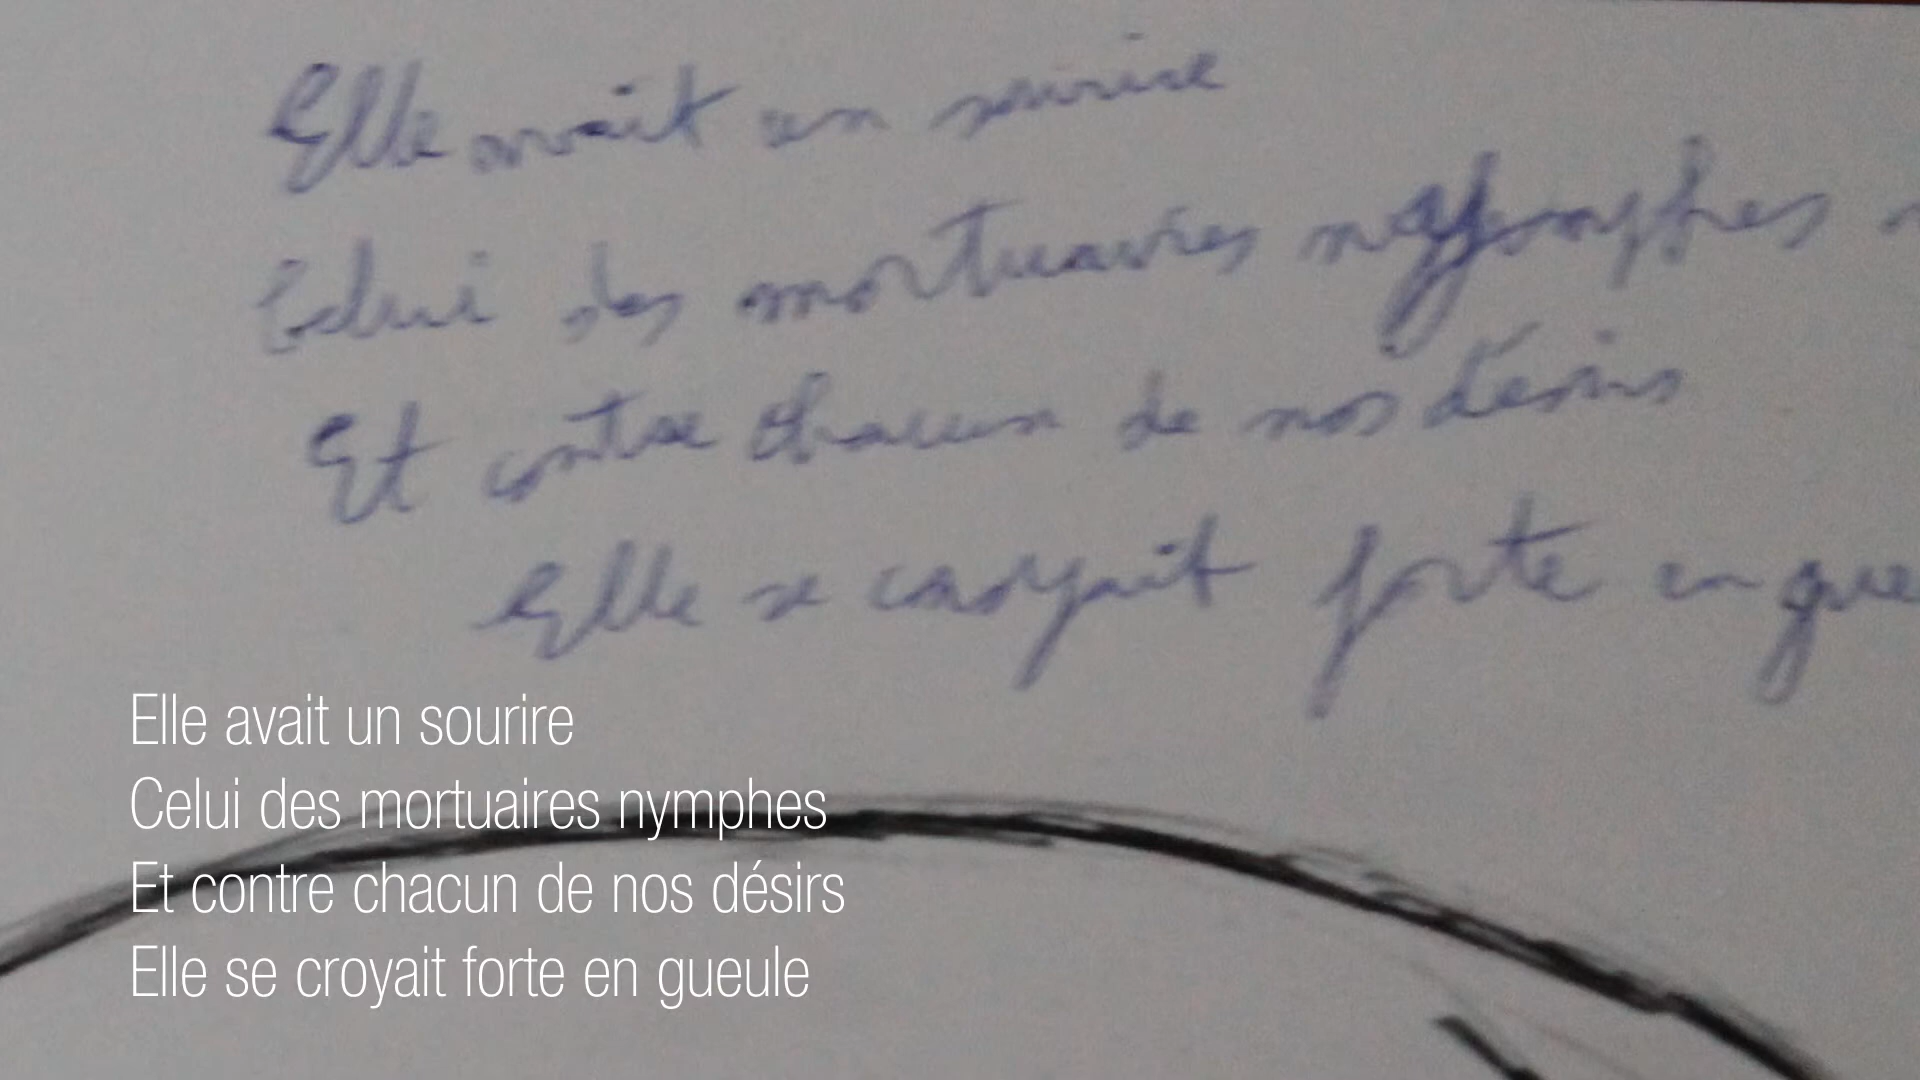 Elle avait un sourire
Celui des mortuaires nymphes
Et contre chacun de nos désirs
Elle se croyait forte en gue
Elle avait un sourire
Celui des mortuaires nymphes
Et contre chacun de nos désirs
Elle se croyait forte en gueule